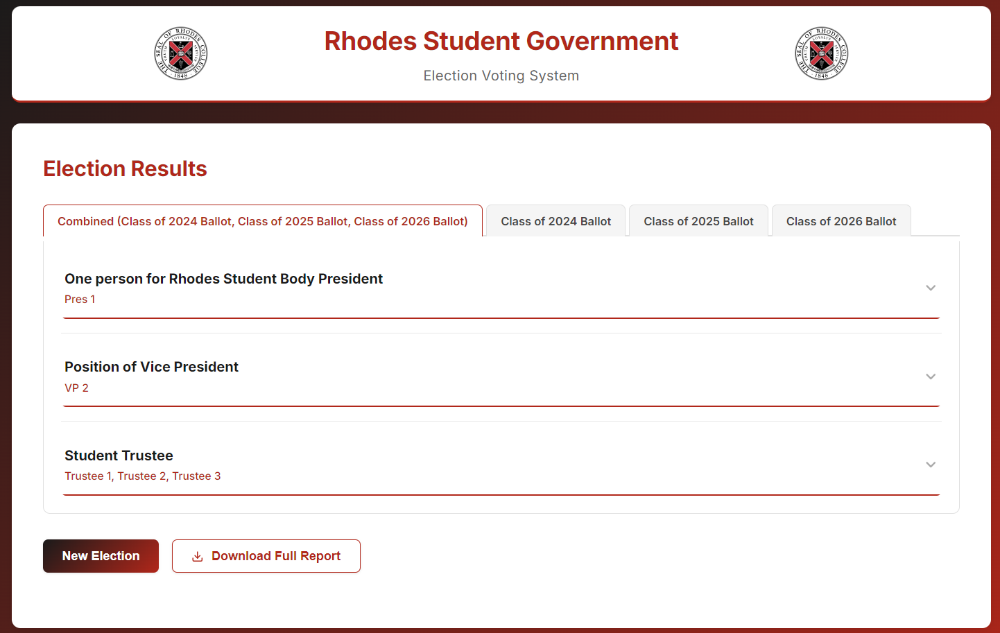 Rhodes Student Government
Election Voting System
THE SEAL OF RHODES COLLEGE
1848
THE SEAL OF RHODES COLLEGE
1848
Election Results
Combined (Class of 2024 Ballot, Class of 2025 Ballot, Class of 2026 Ballot)
Class of 2024 Ballot
Class of 2025 Ballot
Class of 2026 Ballot
One person for Rhodes Student Body President
Pres 1
Position of Vice President
VP 2
Student Trustee
Trustee 1, Trustee 2, Trustee 3
New Election
Download Full Report